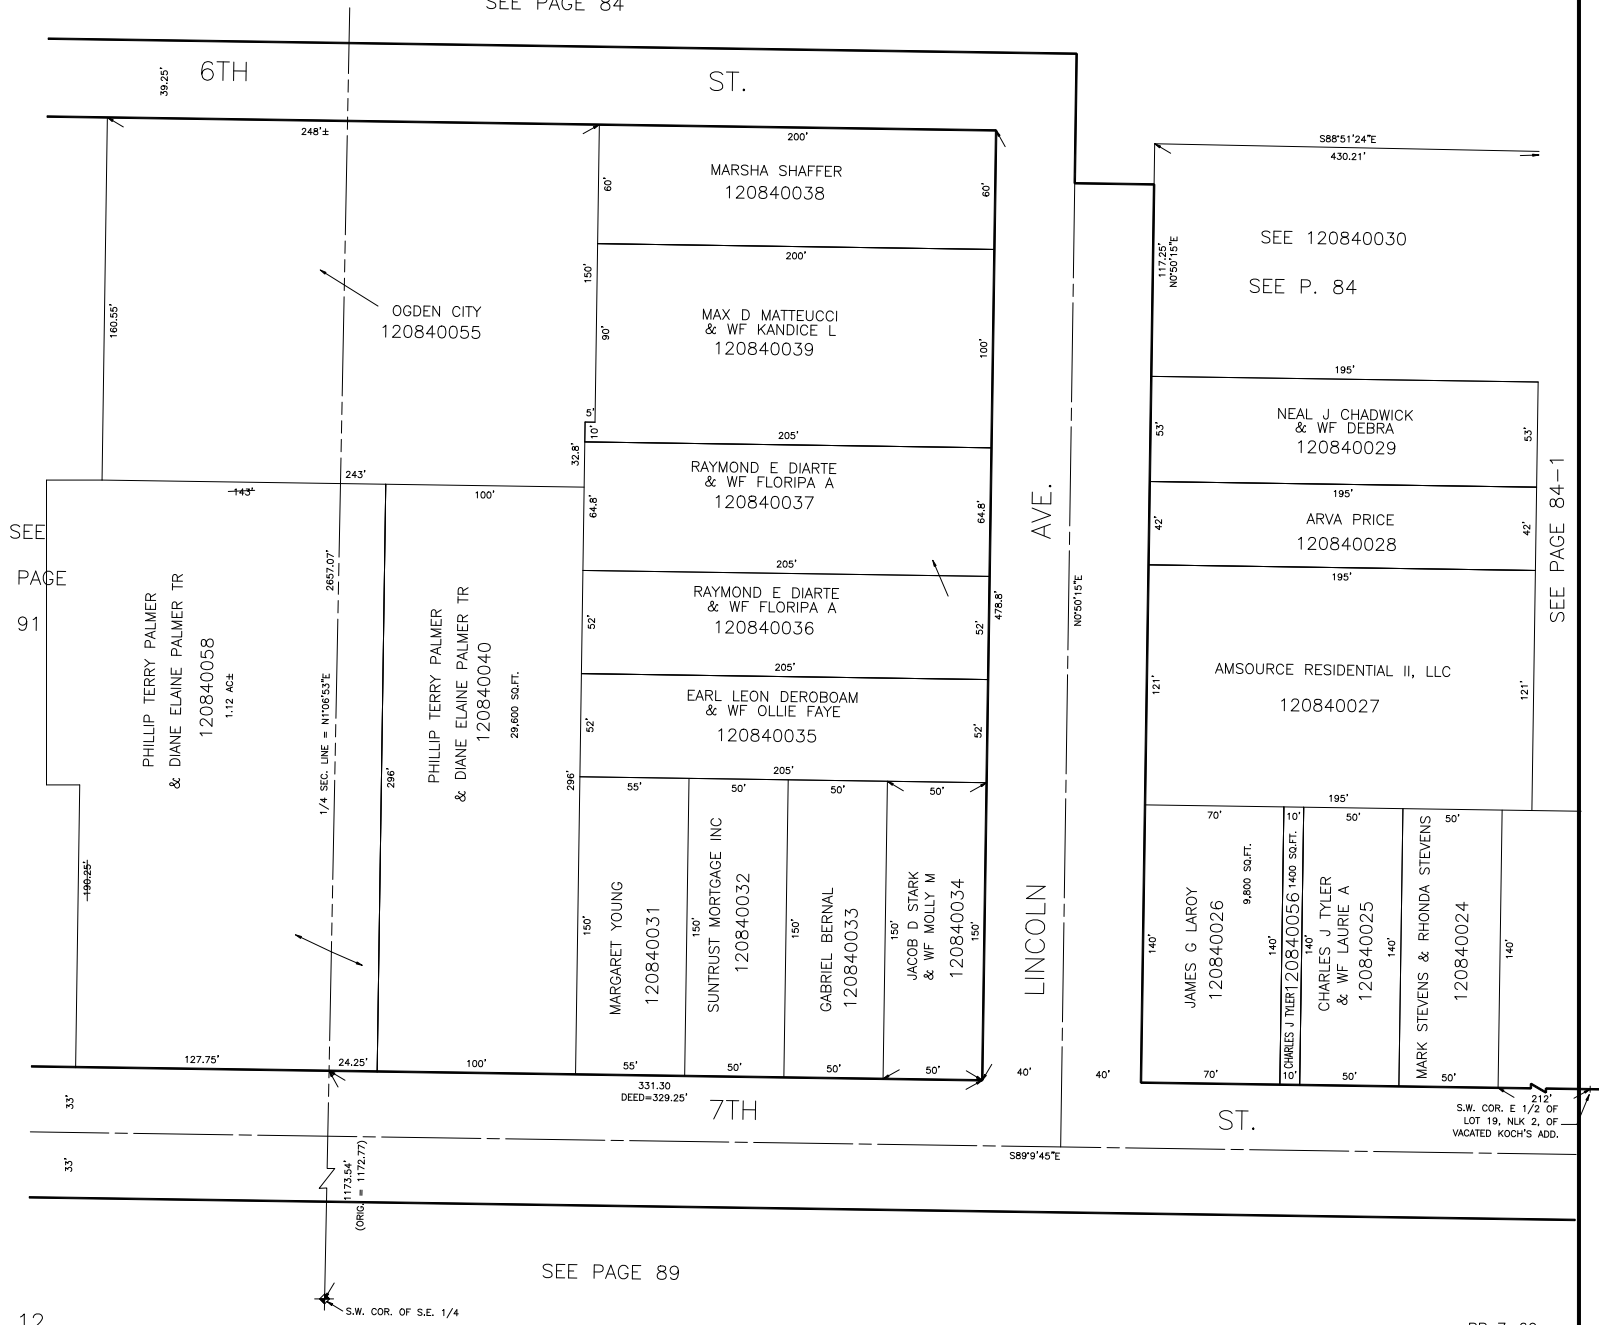 SEE PAGE 84
6TH
ST.
39.25'
248'±
200'
S88°51'24"E
430.21'
MARSHA SHAFFER
120840038
60'
60'
200'
SEE 120840030
SEE P. 84
117.25'
N0°50'15"E
150'
160.55'
OGDEN CITY
120840055
MAX D MATTEUCCI
& WF KANDICE L
120840039
90'
100'
195'
5'
10'
32.8'
205'
NEAL J CHADWICK
& WF DEBRA
120840029
53'
53'
243'
143'
100'
RAYMOND E DIARTE
& WF FLORIPA A
120840037
64.8'
64.8'
195'
ARVA PRICE
120840028
42'
42'
AVE.
SEE PAGE 84-1
SEE
PAGE
91
2657.07'
205'
195'
RAYMOND E DIARTE
& WF FLORIPA A
120840036
52'
52'
478.8'
N0°50'15"E
PHILLIP TERRY PALMER
& DIANE ELAINE PALMER TR
120840058
1.12 AC±
1/4 SEC. LINE = N1°06'53"E
PHILLIP TERRY PALMER
& DIANE ELAINE PALMER TR
120840040
29,600 SQ.FT.
205'
EARL LEON DEROBOAM
& WF OLLIE FAYE
120840035
52'
52'
AMSOURCE RESIDENTIAL II, LLC
120840027
121'
121'
296'
296'
205'
195'
55'
50'
50'
50'
70'
10'
50'
50'
190.25'
MARGARET YOUNG
120840031
150'
SUNTRUST MORTGAGE INC
120840032
150'
GABRIEL BERNAL
120840033
150'
JACOB D STARK
& WF MOLLY M
120840034
150'
150'
LINCOLN
JAMES G LAROY
120840026
9,800 SQ.FT.
140'
140'
CHARLES J TYLER
120840056
1400 SQ.FT.
140'
CHARLES J TYLER
& WF LAURIE A
120840025
140'
MARK STEVENS & RHONDA STEVENS
120840024
140'
127.75'
24.25'
100'
55'
50'
50'
50'
40'
40'
70'
10'
50'
50'
331.30
DEED=329.25'
7TH
ST.
212'
S.W. COR. E 1/2 OF
LOT 19, NLK 2, OF
VACATED KOCH'S ADD.
33'
33'
S89°9'45"E
1173.54'
(ORIG. = 1172.77)
SEE PAGE 89
S.W. COR. OF S.E. 1/4
12